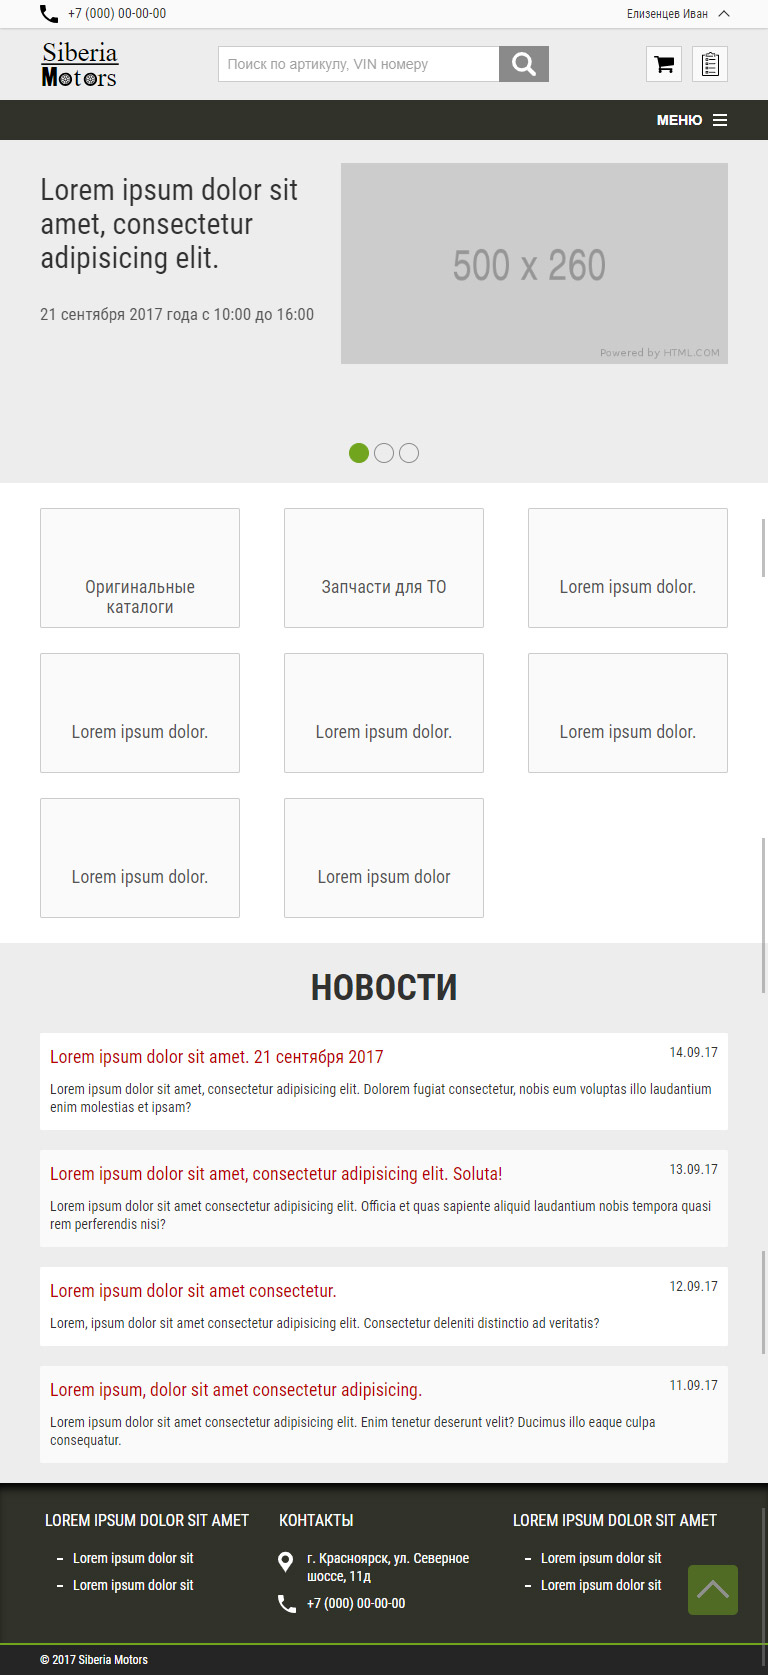 +7 (000) 00-00-00
Елизенцев Иван
Siberia
Motors
Поиск по артикулу, VIN номеру
МЕНЮ
Lorem ipsum dolor sit
amet, consectetur
adipisicing elit.
21 сентября 2017 года с 10:00 до 16:00
500 x 260
Powered by HTML.COM
Оригинальные
каталоги
Запчасти для ТО
Lorem ipsum dolor.
Lorem ipsum dolor.
Lorem ipsum dolor.
Lorem ipsum dolor.
Lorem ipsum dolor.
Lorem ipsum dolor
НОВОСТИ
Lorem ipsum dolor sit amet. 21 сентября 2017
14.09.17
Lorem ipsum dolor sit amet, consectetur adipisicing elit. Dolorem fugiat consectetur, nobis eum voluptas illo laudantium
enim molestias et ipsam?
Lorem ipsum dolor sit amet, consectetur adipisicing elit. Soluta!
13.09.17
Lorem ipsum dolor sit amet consectetur adipisicing elit. Officia et quas sapiente aliquid laudantium nobis tempora quasi
rem perferendis nisi?
Lorem ipsum dolor sit amet consectetur.
12.09.17
Lorem, ipsum dolor sit amet consectetur adipisicing elit. Consectetur deleniti distinctio ad veritatis?
Lorem ipsum, dolor sit amet consectetur adipisicing.
11.09.17
Lorem ipsum dolor sit amet consectetur adipisicing elit. Enim tenetur deserunt velit? Ducimus illo eaque culpa
consequatur.
LOREM IPSUM DOLOR SIT AMET
Lorem ipsum dolor sit
Lorem ipsum dolor sit
КОНТАКТЫ
г. Красноярск, ул. Северное
шоссе, 11д
+7 (000) 00-00-00
LOREM IPSUM DOLOR SIT AMET
Lorem ipsum dolor sit
Lorem ipsum dolor sit
© 2017 Siberia Motors